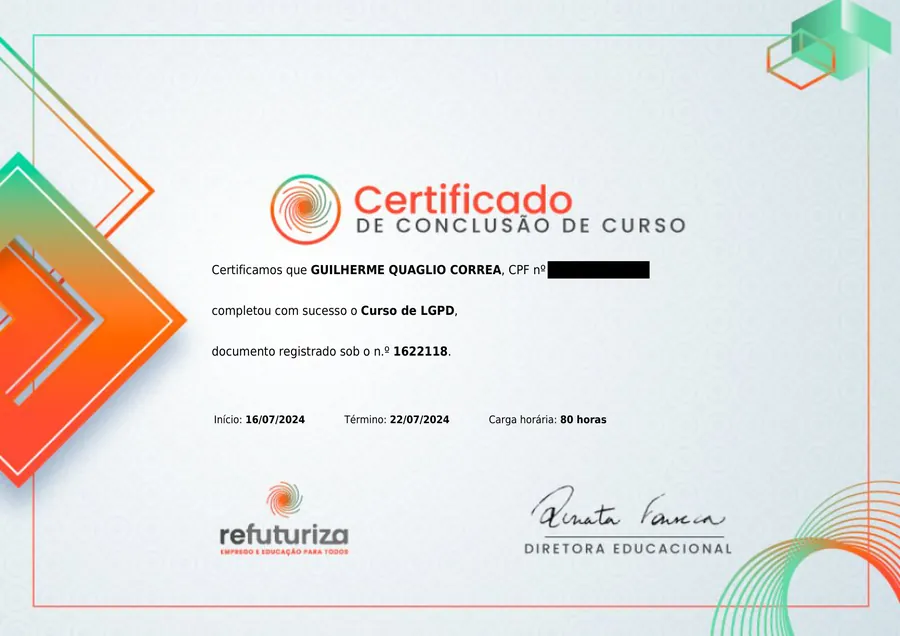 Certificado
DE CONCLUSÃO DE CURSO
Certificamos que GUILHERME QUAGLIO CORREA, CPF nº
completou com sucesso o Curso de LGPD,
documento registrado sob o n.º 1622118.
Início: 16/07/2024 Término: 22/07/2024 Carga horária: 80 horas
refuturiza
EMPREGO E EDUCAÇÃO PARA TODOS
Renata Fonseca
DIRETORA EDUCACIONAL